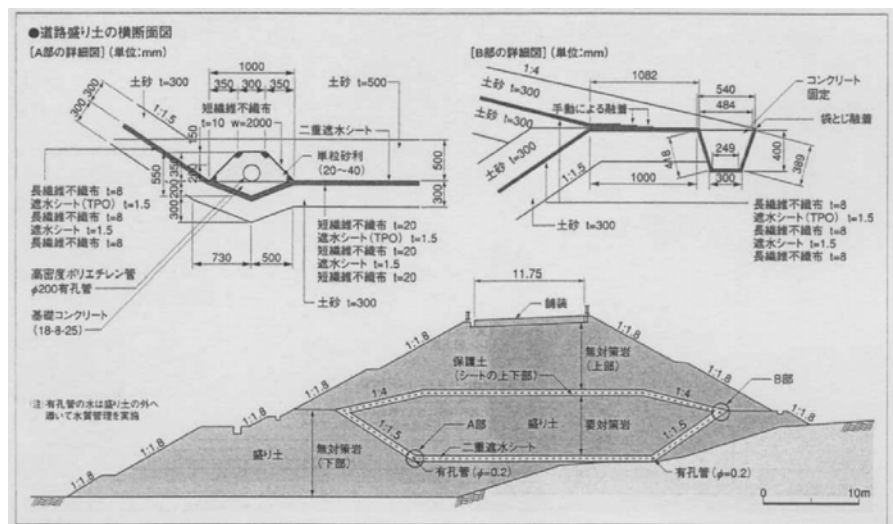 ●道路盛り土の横断面図
[A部の詳細図](単位:mm)
1000
350 300 350
土砂 t=300
土砂 t=500
300 300
1:1.5
短繊維不織布
t=10 w=2000
二重遮水シート
単粒砂利
(20~40)
150
550
350
200
300
500
300
長繊維不織布 t=8
遮水シート(TPO) t=1.5
長繊維不織布 t=8
遮水シート t=1.5
長繊維不織布 t=8
短繊維不織布 t=20
遮水シート(TPO) t=1.5
短繊維不織布 t=20
遮水シート t=1.5
短繊維不織布 t=20
730 500
高密度ポリエチレン管
φ200有孔管
土砂 t=300
基礎コンクリート
(18-8-25)
[B部の詳細図](単位:mm)
1:4
1082
540
484
コンクリート
固定
土砂 t=300
土砂 t=300
土砂 t=300
手動による融着
袋とじ融着
249
418
400
389
1:1.5
1000
300
土砂 t=300
長繊維不織布 t=8
遮水シート(TPO) t=1.5
長繊維不織布 t=8
遮水シート t=1.5
長繊維不織布 t=8
11.75
舗装
1:1.8
1:1.8
無対策岩
(上部)
保護土
(シートの上下部)
B部
1:1.8
1:4
1:4
1:1.8
(注)有孔管の水は盛り土の外へ
導いて水質管理を実施
1:1.8
A部
盛り土
要対策岩
1:1.8
1:1.5
1:1.5
無対策岩
(下部)
盛り土
二重遮水シート
1:1.8
有孔管(φ=0.2)
有孔管(φ=0.2)
0 10m